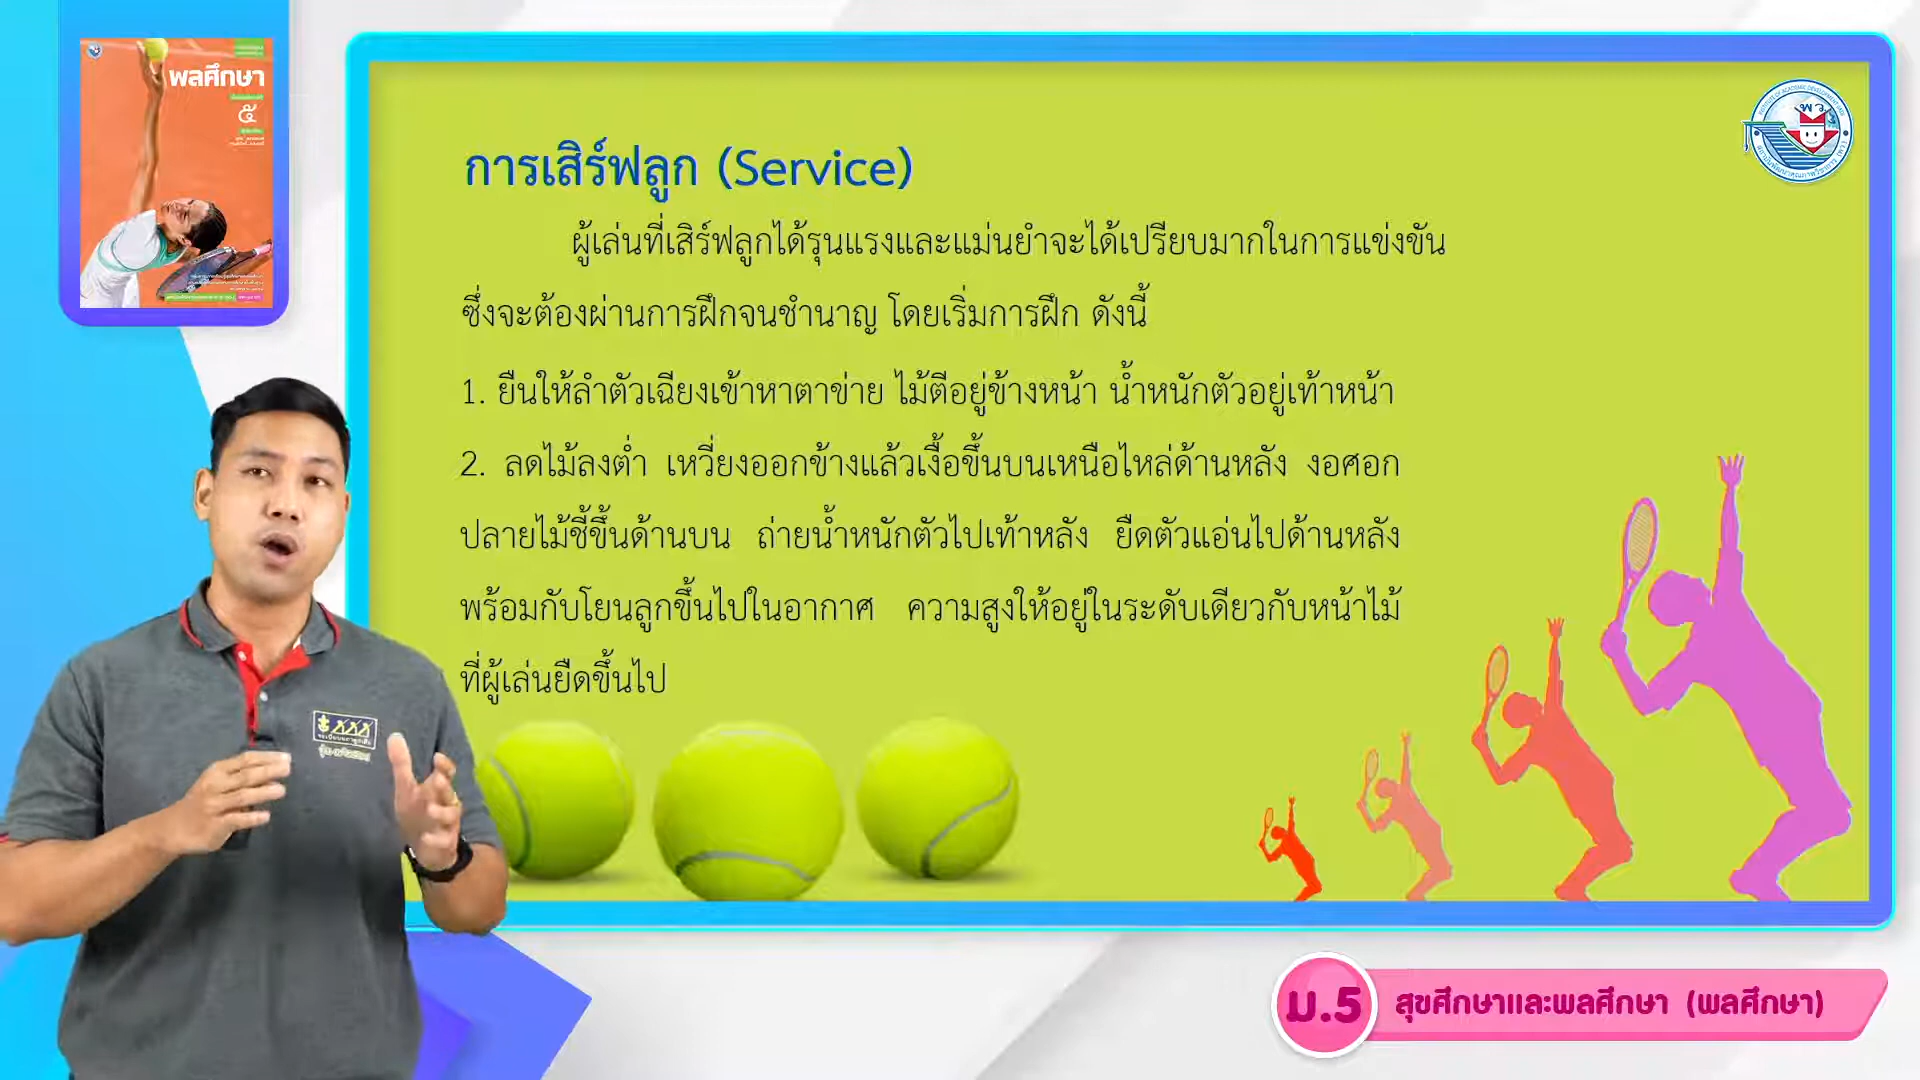 พลศึกษา
๕
การเสิร์ฟลูก (Service)
ผู้เล่นที่เสิร์ฟลูกได้รุนแรงและแม่นยำจะได้เปรียบมากในการแข่งขัน
ซึ่งจะต้องผ่านการฝึกจนชำนาญ โดยเริ่มการฝึก ดังนี้
1. ยืนให้ลำตัวเฉียงเข้าหาตาข่าย ไม้ตีอยู่ข้างหน้า น้ำหนักตัวอยู่เท้าหน้า
2. ลดไม้ลงต่ำ เหวี่ยงออกข้างแล้วเงื้อขึ้นบนเหนือไหล่ด้านหลัง งอศอก
ปลายไม้ชี้ขึ้นด้านบน ถ่ายน้ำหนักตัวไปเท้าหลัง ยืดตัวแอ่นไปด้านหลัง
พร้อมกับโยนลูกขึ้นไปในอากาศ ความสูงให้อยู่ในระดับเดียวกับหน้าไม้
ที่ผู้เล่นยืดขึ้นไป
พว.
ม.5 สุขศึกษาและพลศึกษา (พลศึกษา)